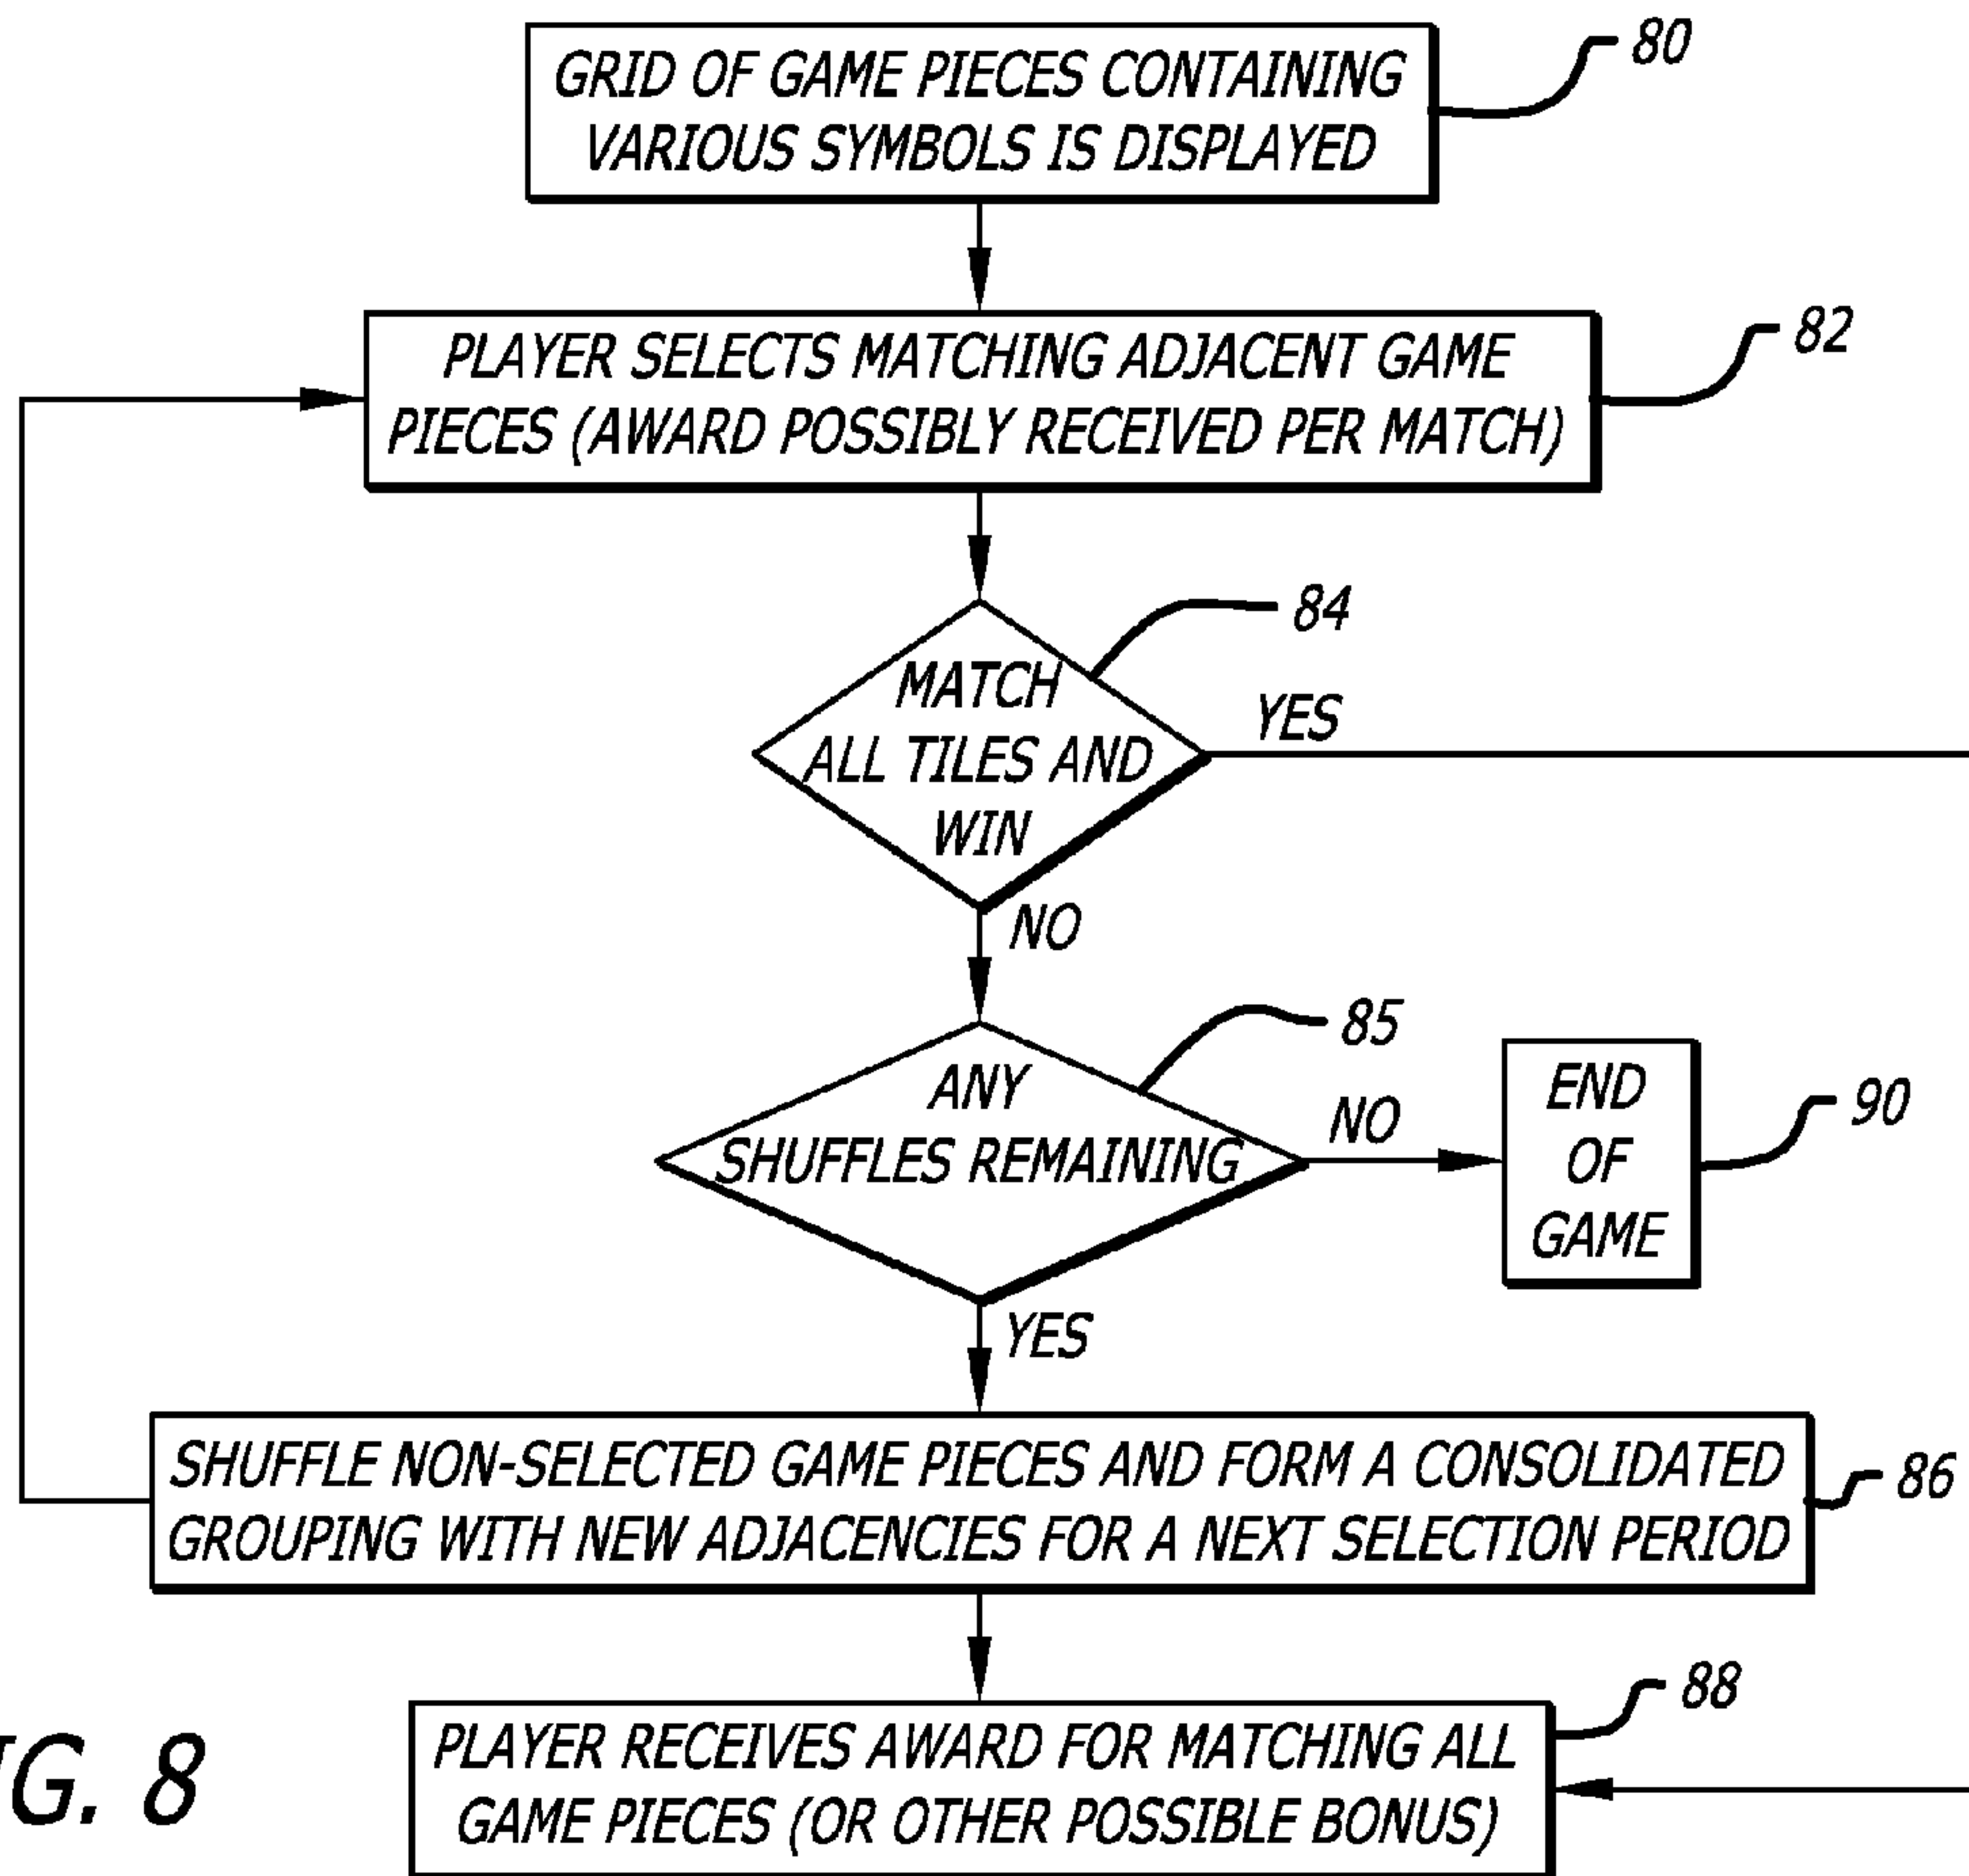 GRID OF GAME PIECES CONTAINING
VARIOUS SYMBOLS IS DISPLAYED
80
PLAYER SELECTS MATCHING ADJACENT GAME
PIECES (AWARD POSSIBLY RECEIVED PER MATCH)
82
84
MATCH
ALL TILES AND
WIN
YES
NO
85
ANY
SHUFFLES REMAINING
NO
END
OF
GAME
90
YES
SHUFFLE NON-SELECTED GAME PIECES AND FORM A CONSOLIDATED
GROUPING WITH NEW ADJACENCIES FOR A NEXT SELECTION PERIOD
86
88
PLAYER RECEIVES AWARD FOR MATCHING ALL
GAME PIECES (OR OTHER POSSIBLE BONUS)
IG. 8